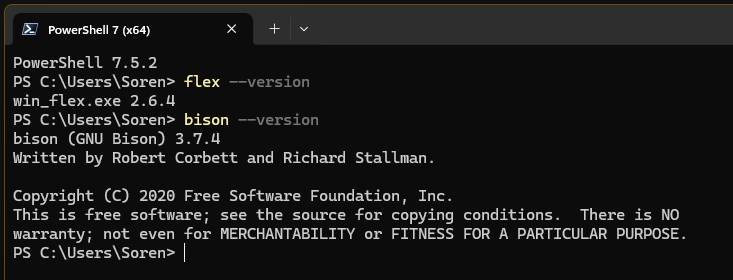 PowerShell 7 (x64)
PowerShell 7.5.2
PS C:\Users\Soren> flex --version
win_flex.exe 2.6.4
PS C:\Users\Soren> bison --version
bison (GNU Bison) 3.7.4
Written by Robert Corbett and Richard Stallman.

Copyright (C) 2020 Free Software Foundation, Inc.
This is free software; see the source for copying conditions.  There is NO
warranty; not even for MERCHANTABILITY or FITNESS FOR A PARTICULAR PURPOSE.
PS C:\Users\Soren>